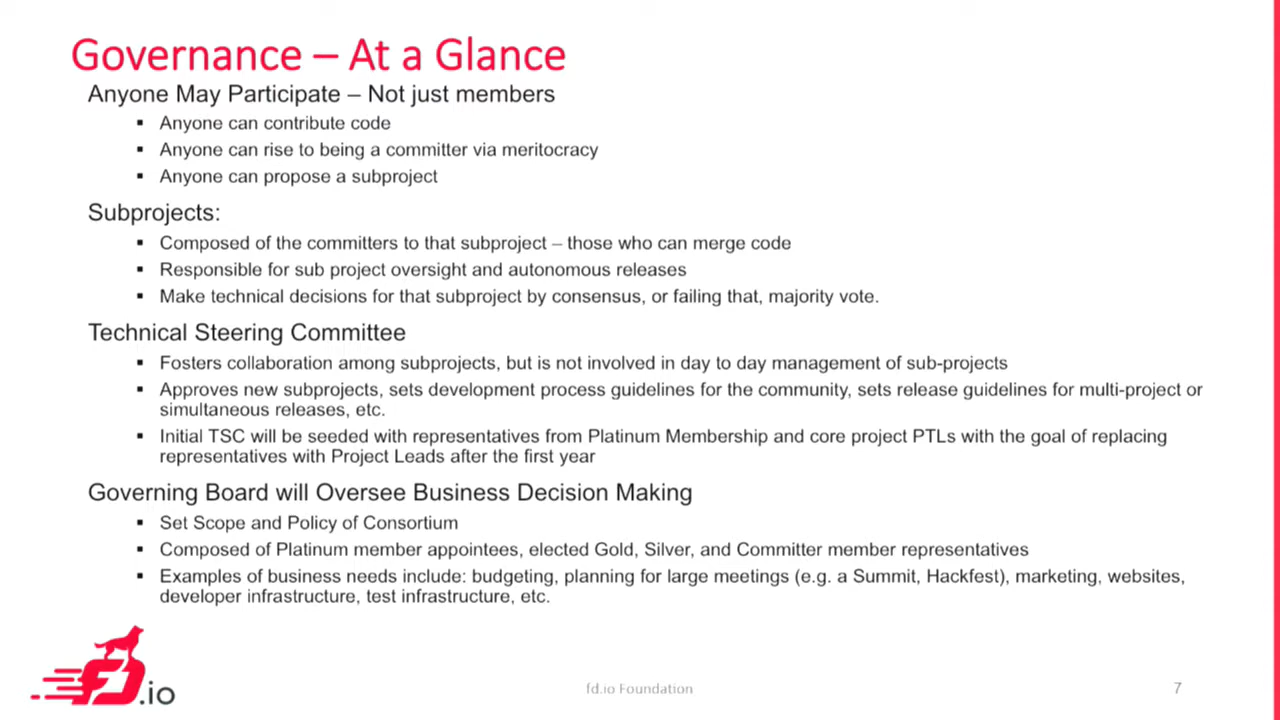 Governance – At a Glance
Anyone May Participate – Not just members
▪ Anyone can contribute code
▪ Anyone can rise to being a committer via meritocracy
▪ Anyone can propose a subproject
Subprojects:
▪ Composed of the committers to that subproject – those who can merge code
▪ Responsible for sub project oversight and autonomous releases
▪ Make technical decisions for that subproject by consensus, or failing that, majority vote.
Technical Steering Committee
▪ Fosters collaboration among subprojects, but is not involved in day to day management of sub-projects
▪ Approves new subprojects, sets development process guidelines for the community, sets release guidelines for multi-project or
simultaneous releases, etc.
▪ Initial TSC will be seeded with representatives from Platinum Membership and core project PTLs with the goal of replacing
representatives with Project Leads after the first year
Governing Board will Oversee Business Decision Making
▪ Set Scope and Policy of Consortium
▪ Composed of Platinum member appointees, elected Gold, Silver, and Committer member representatives
▪ Examples of business needs include: budgeting, planning for large meetings (e.g. a Summit, Hackfest), marketing, websites,
developer infrastructure, test infrastructure, etc.
FD.io
fd.io Foundation
7